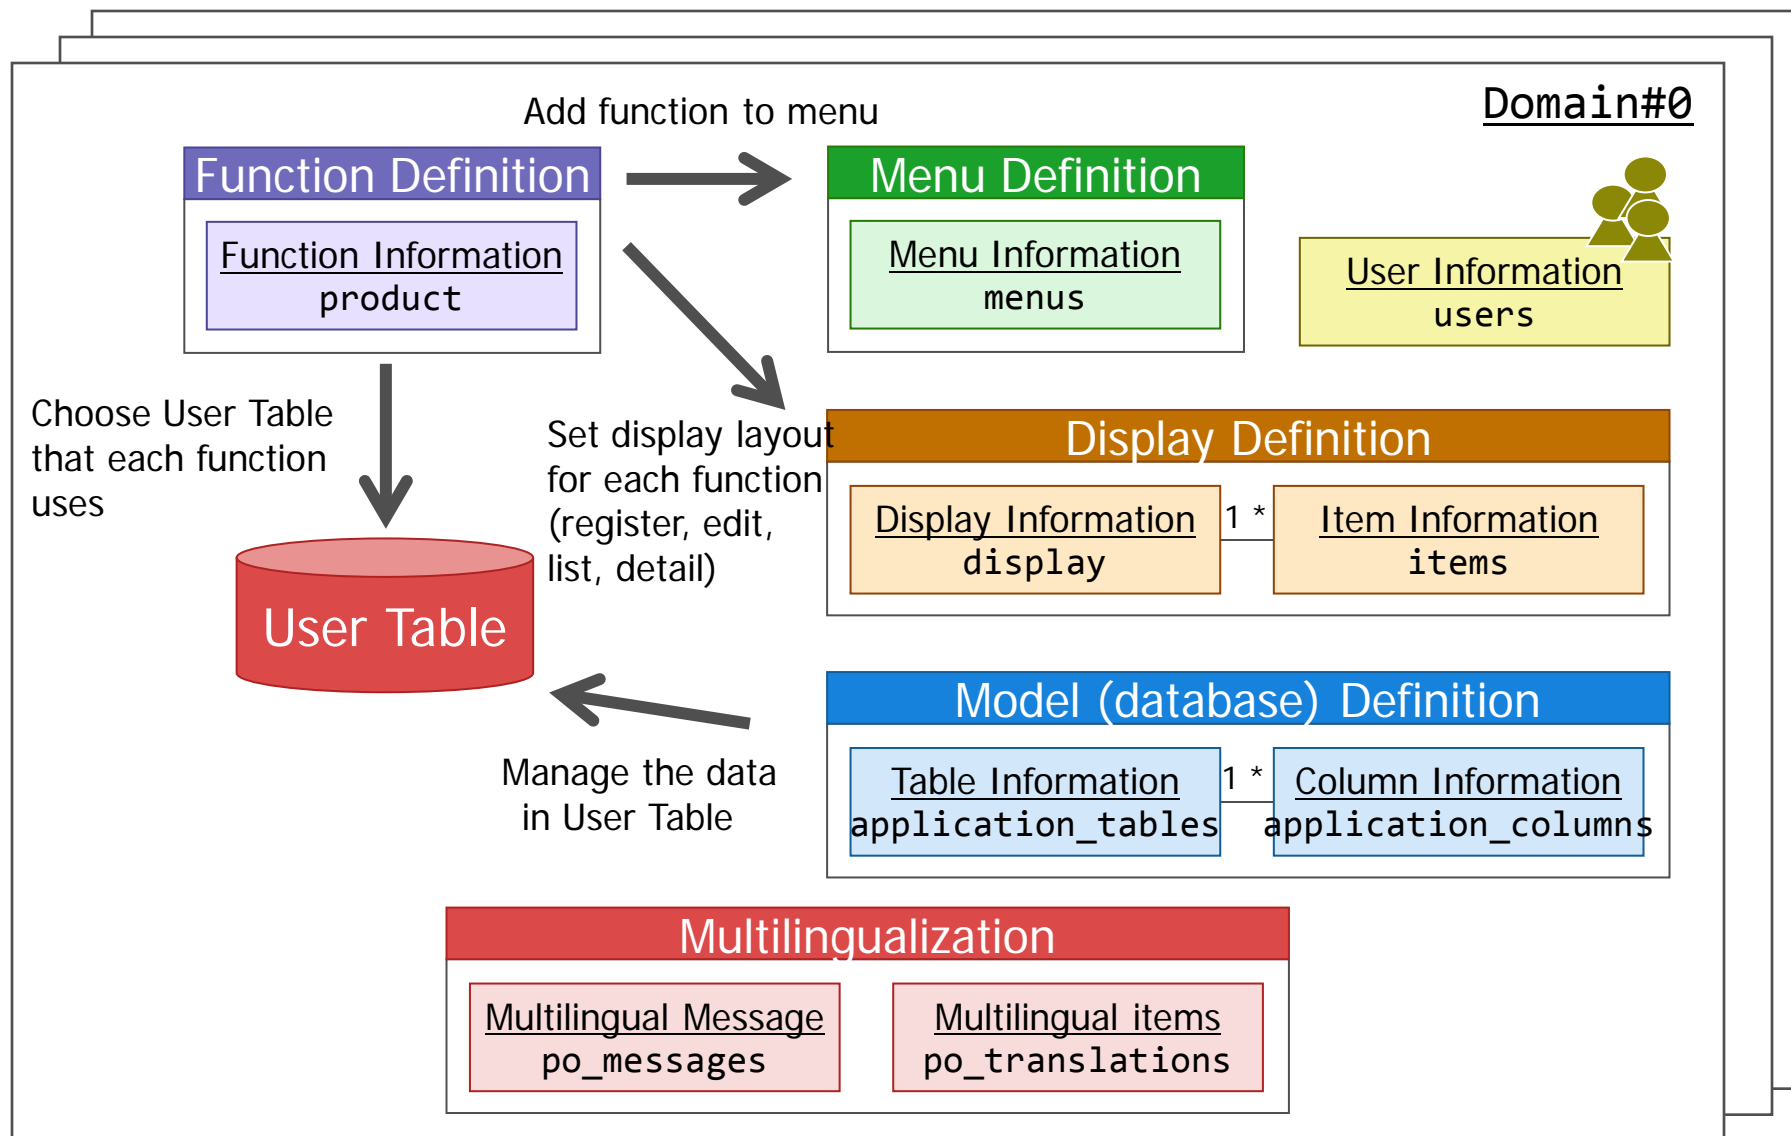 Domain#0
Add function to menu
Function Definition
Function Information
product
Menu Definition
Menu Information
menus
User Information
users
Choose User Table
that each function
uses
Set display layout
for each function
(register, edit,
list, detail)
Display Definition
Display Information
display
1 *
Item Information
items
User Table
Manage the data
in User Table
Model (database) Definition
Table Information
application_tables
1 *
Column Information
application_columns
Multilingualization
Multilingual Message
po_messages
Multilingual items
po_translations